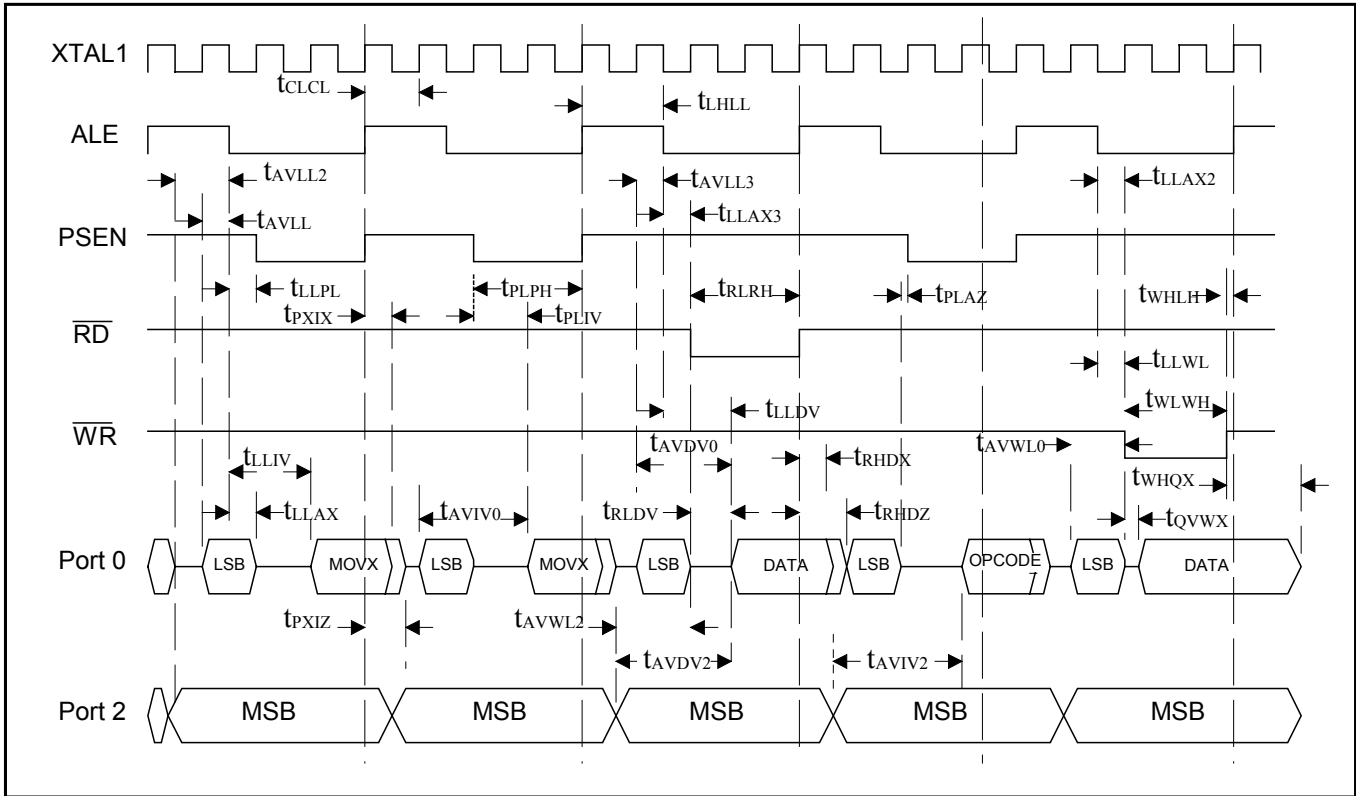 XTAL1
tCLCL
tLHLL
ALE
tAVLL2
tAVLL3
tLLAX2
tAVLL
tLLAX3
PSEN
tLLPL
tPLPH
tRLRH
tPLAZ
tWHLH
tPXIX
tPLIV
RD
tLLWL
tWLWH
tLLDV
WR
tAVDV0
tAVWL0
tLLIV
tRHDX
tWHQX
tLLAX
tAVIV0
tRLDV
tRHDZ
tQVWX
Port 0 LSB MOVX LSB MOVX LSB DATA LSB OPCODE LSB DATA
tPXIZ
tAVWL2
tAVDV2
tAVIV2
Port 2 MSB MSB MSB MSB MSB